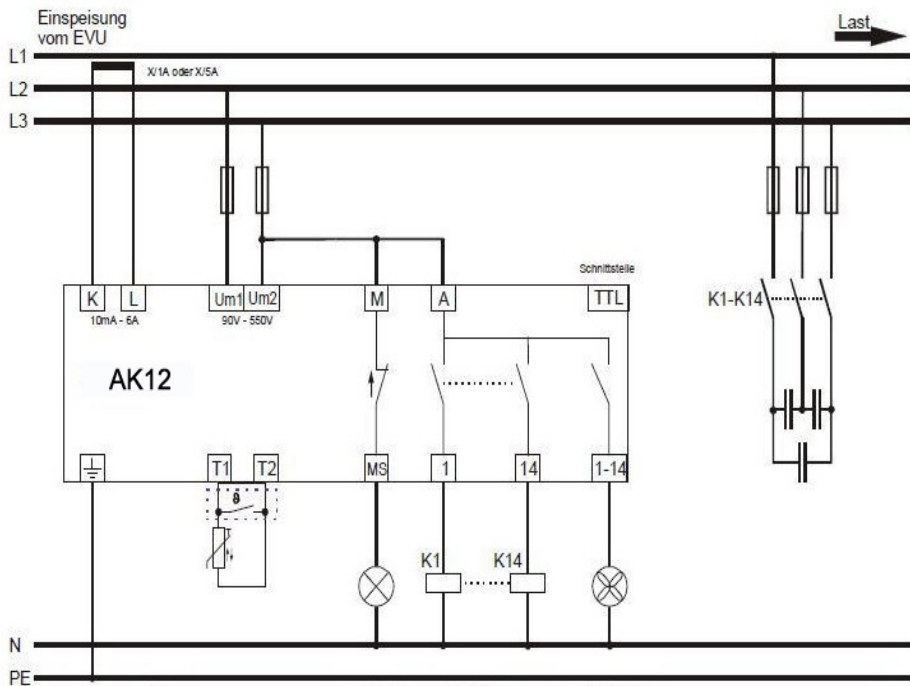 Einspeisung
vom EVU
Last
L1
X/1A oder X/5A
L2
L3
Schnittstelle
K L Um1 Um2 M A TTL
K1-K14
10mA - 6A 90V - 550V
AK12
T1 T2 MS 1 14 1-14
ϑ
T
K1 K14
N
PE